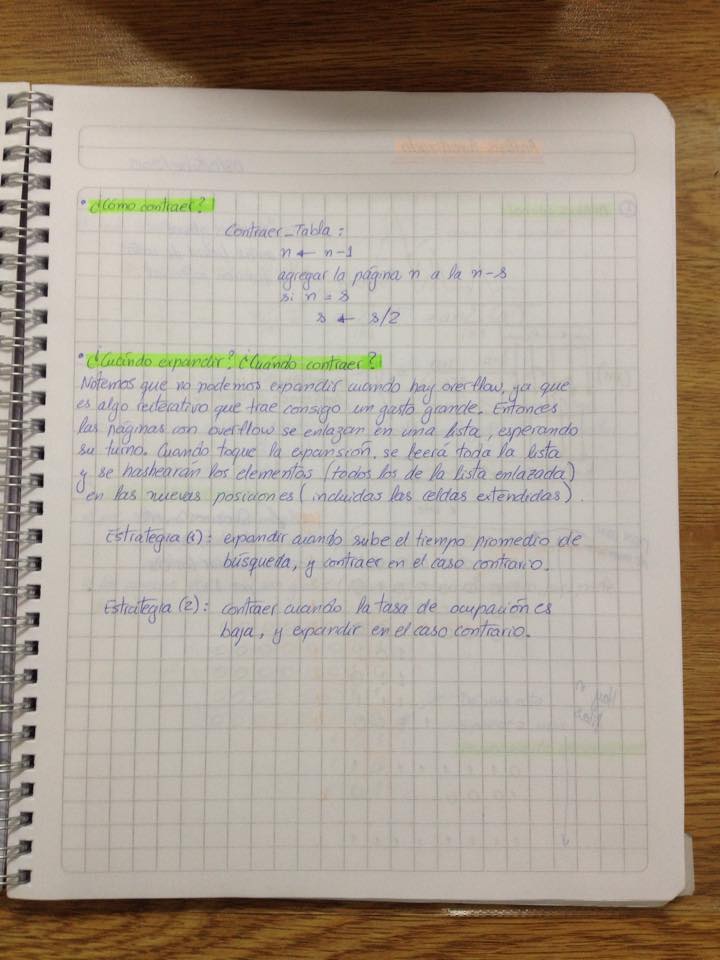 • ¿Cómo contraer?
Contraer_Tabla:
n ← n-1
agregar la página n a la n-s
si n = s
s ← s/2
• ¿Cuándo expandir? ¿Cuándo contraer?
Notemos que no podemos expandir cuando hay overflow, ya que
es algo reiterativo que trae consigo un gasto grande. Entonces
las páginas con overflow se enlazan en una lista, esperando
su turno. Cuando toque la expansión, se leerá toda la lista
y se hashearán los elementos (todos los de la lista enlazada)
en las nuevas posiciones (incluidas las celdas extendidas).
Estrategia (1): expandir cuando sube el tiempo promedio de
búsqueda, y contraer en el caso contrario.
Estrategia (2): contraer cuando la tasa de ocupación es
baja, y expandir en el caso contrario.